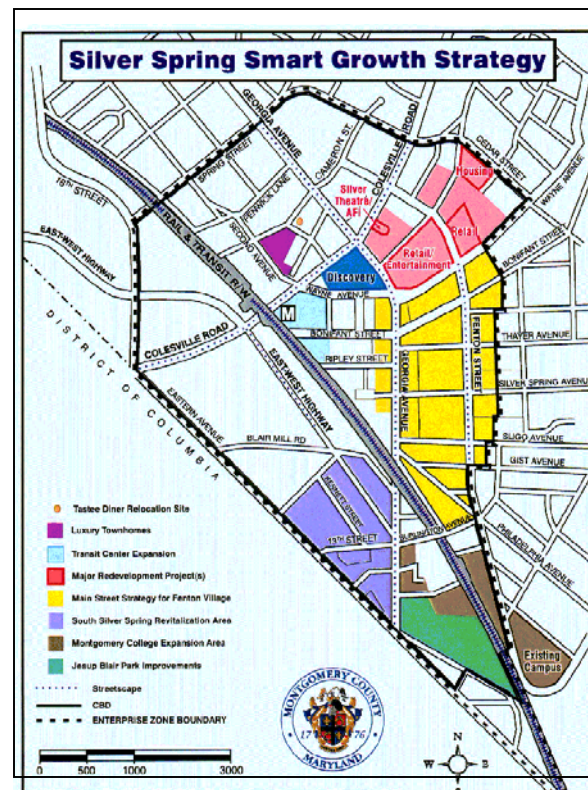 Silver Spring Smart Growth Strategy
GEORGIA AVENUE
COLESVILLE ROAD
CAMERON ST.
SPRING STREET
CEDAR STREET
16TH STREET
FENWICK LANE
Housing
WAYNE AVENUE
Silver
Theatre/
AFI
RAIL & TRANSIT R/W
Retail
EAST-WEST HIGHWAY
Retail/
Entertainment
BONIFANT STREET
Discovery
WAYNE AVENUE
M
BONIFANT STREET
FENTON STREET
THAYER AVENUE
COLESVILLE ROAD
RIPLEY STREET
GEORGIA AVENUE
DISTRICT OF COLUMBIA
EAST-WEST HIGHWAY
SILVER SPRING AVENUE
EASTERN AVENUE
SLIGO AVENUE
BLAIR MILL RD
GIST AVENUE
KENNETT STREET
13TH STREET
BURLINGTON AVENUE
PHILADELPHIA AVENUE
Existing
Campus
Tastee Diner Relocation Site
Luxury Townhomes
Transit Center Expansion
Major Redevelopment Project(s)
Main Street Strategy for Fenton Village
South Silver Spring Revitalization Area
Montgomery College Expansion Area
Jesup Blair Park Improvements
Streetscape
CBD
ENTERPRISE ZONE BOUNDARY
MONTGOMERY COUNTY
17 76
MARYLAND
N
W E
0 500 1000 3000